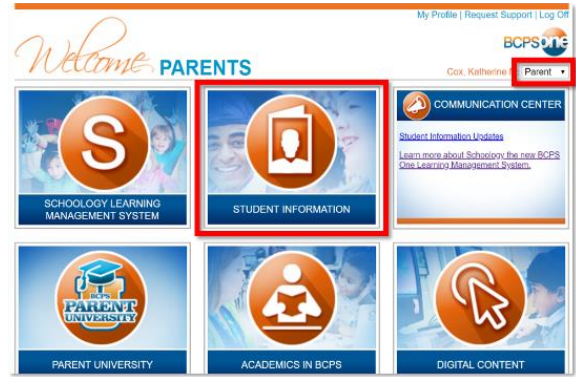 My Profile | Request Support | Log Off
BCPSone
Welcome PARENTS
Cox, Katherine
Parent
S
SCHOOLOGY LEARNING
MANAGEMENT SYSTEM
STUDENT INFORMATION
COMMUNICATION CENTER
Student Information Updates
Learn more about Schoology the new BCPS
One Learning Management System.
BCPS
PARENT
UNIVERSITY
PARENT UNIVERSITY
ACADEMICS IN BCPS
DIGITAL CONTENT